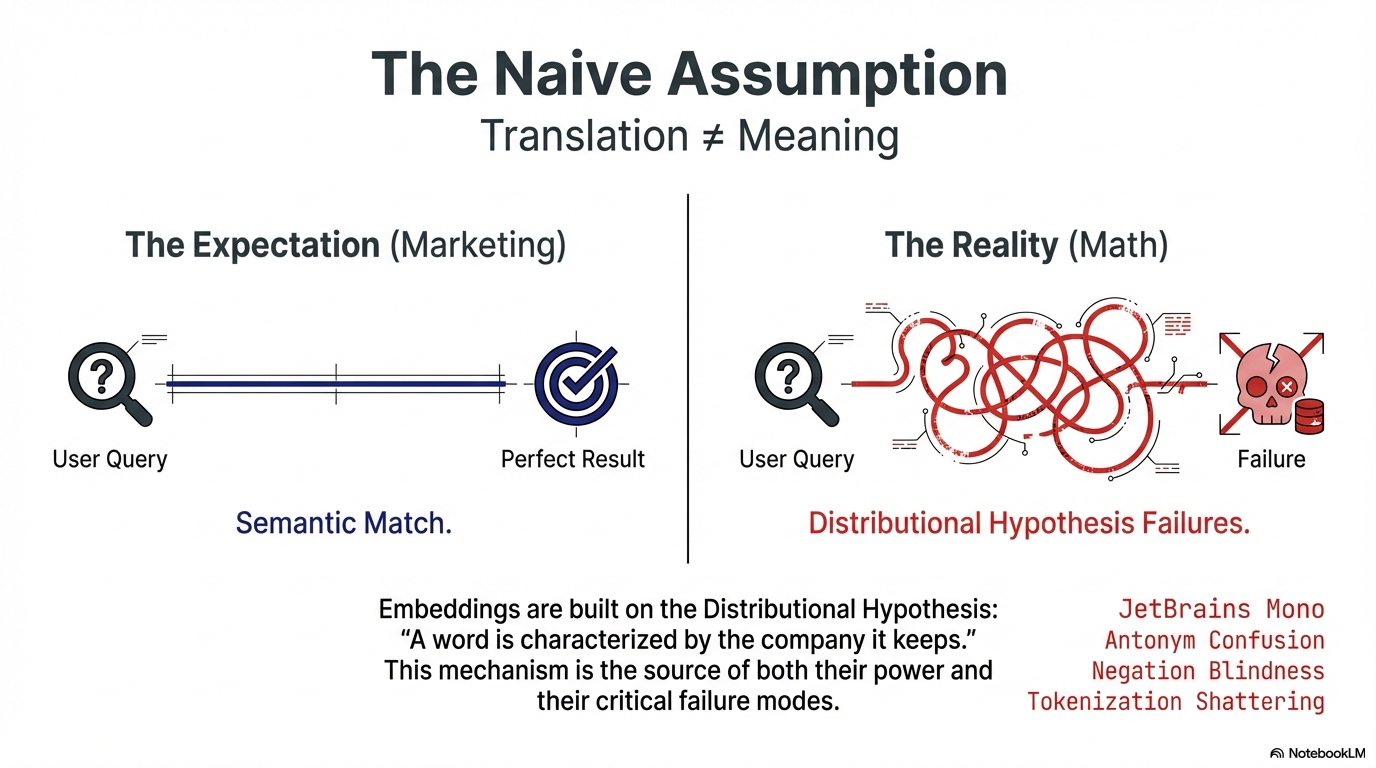 The Naive Assumption
Translation ≠ Meaning
The Expectation (Marketing)
User Query
Perfect Result
Semantic Match.
The Reality (Math)
User Query
Failure
Distributional Hypothesis Failures.
Embeddings are built on the Distributional Hypothesis:
“A word is characterized by the company it keeps.”
This mechanism is the source of both their power and
their critical failure modes.
JetBrains Mono
Antonym Confusion
Negation Blindness
Tokenization Shattering
NotebookLM